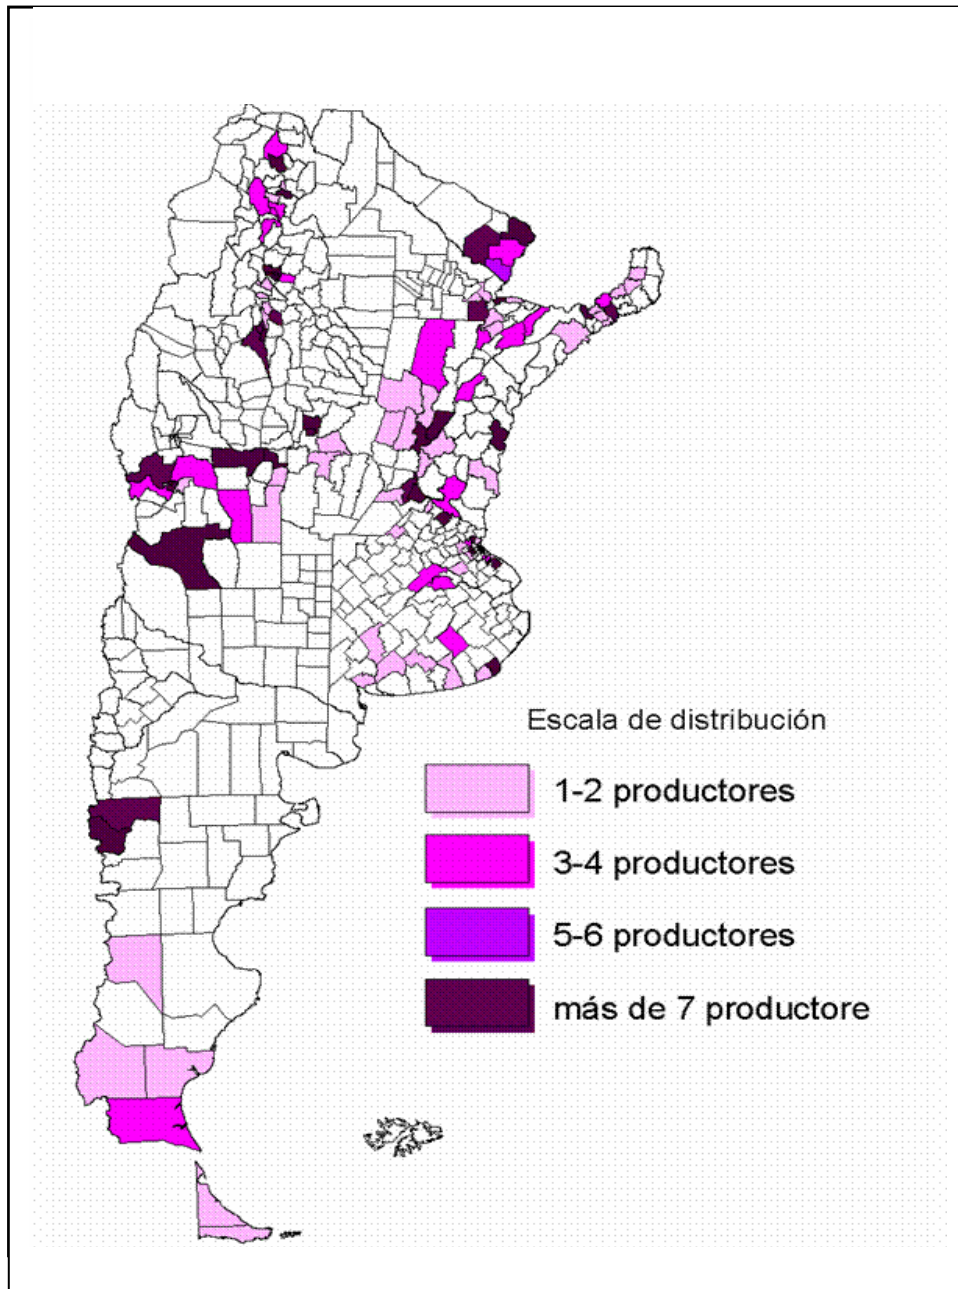 Escala de distribución
1-2 productores
3-4 productores
5-6 productores
más de 7 productore